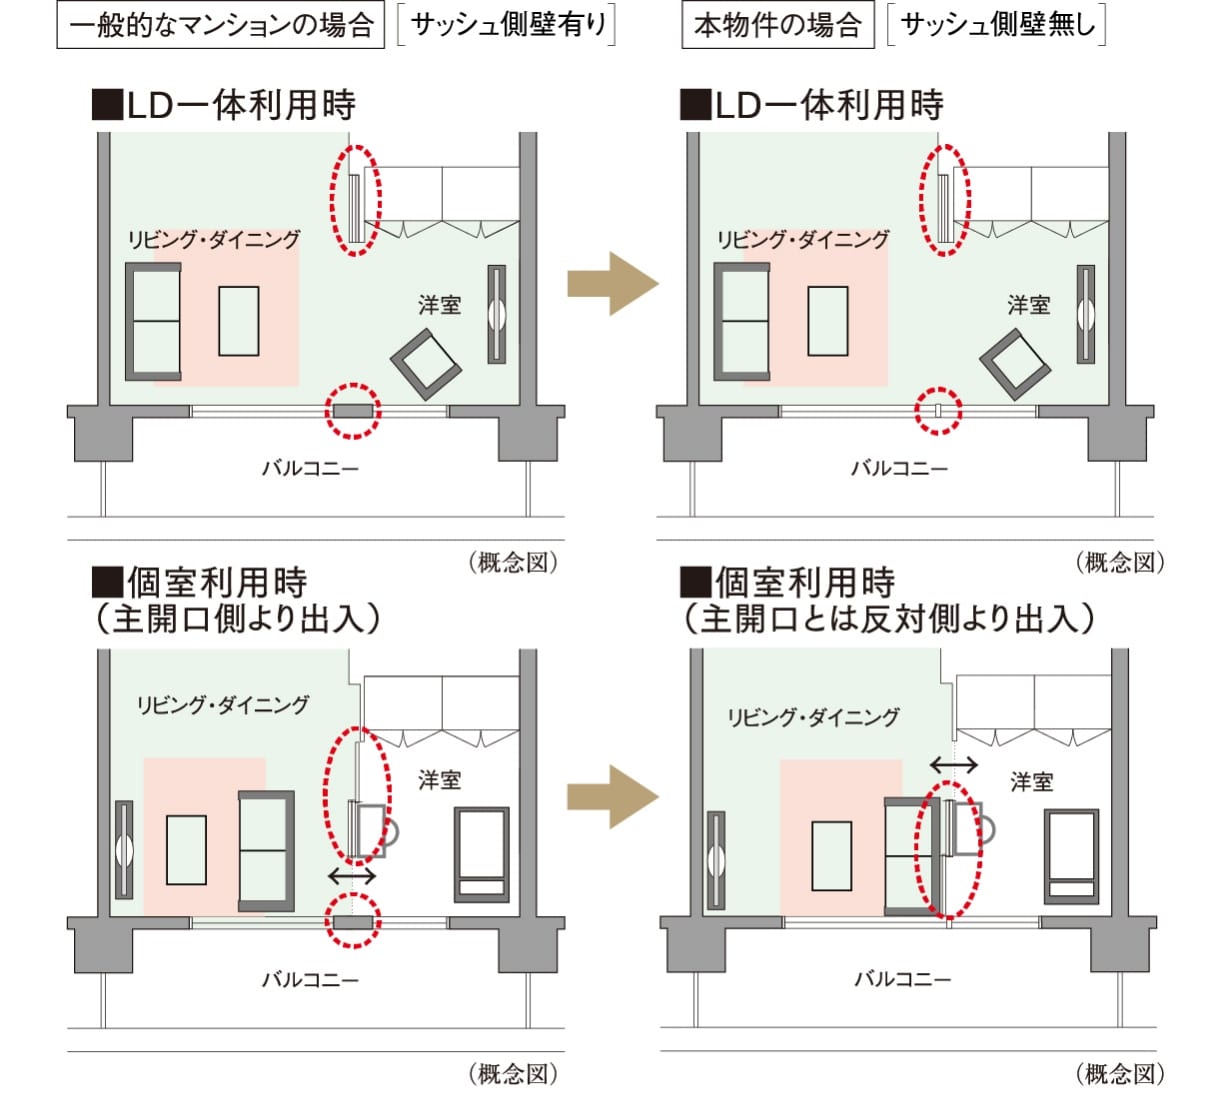 一般的なマンションの場合 [サッシュ側壁有り]
本物件の場合 [サッシュ側壁無し]
■LD一体利用時
リビング・ダイニング
洋室
バルコニー
(概念図)
■LD一体利用時
リビング・ダイニング
洋室
バルコニー
(概念図)
■個室利用時
(主開口側より出入)
リビング・ダイニング
洋室
バルコニー
(概念図)
■個室利用時
(主開口とは反対側より出入)
リビング・ダイニング
洋室
バルコニー
(概念図)